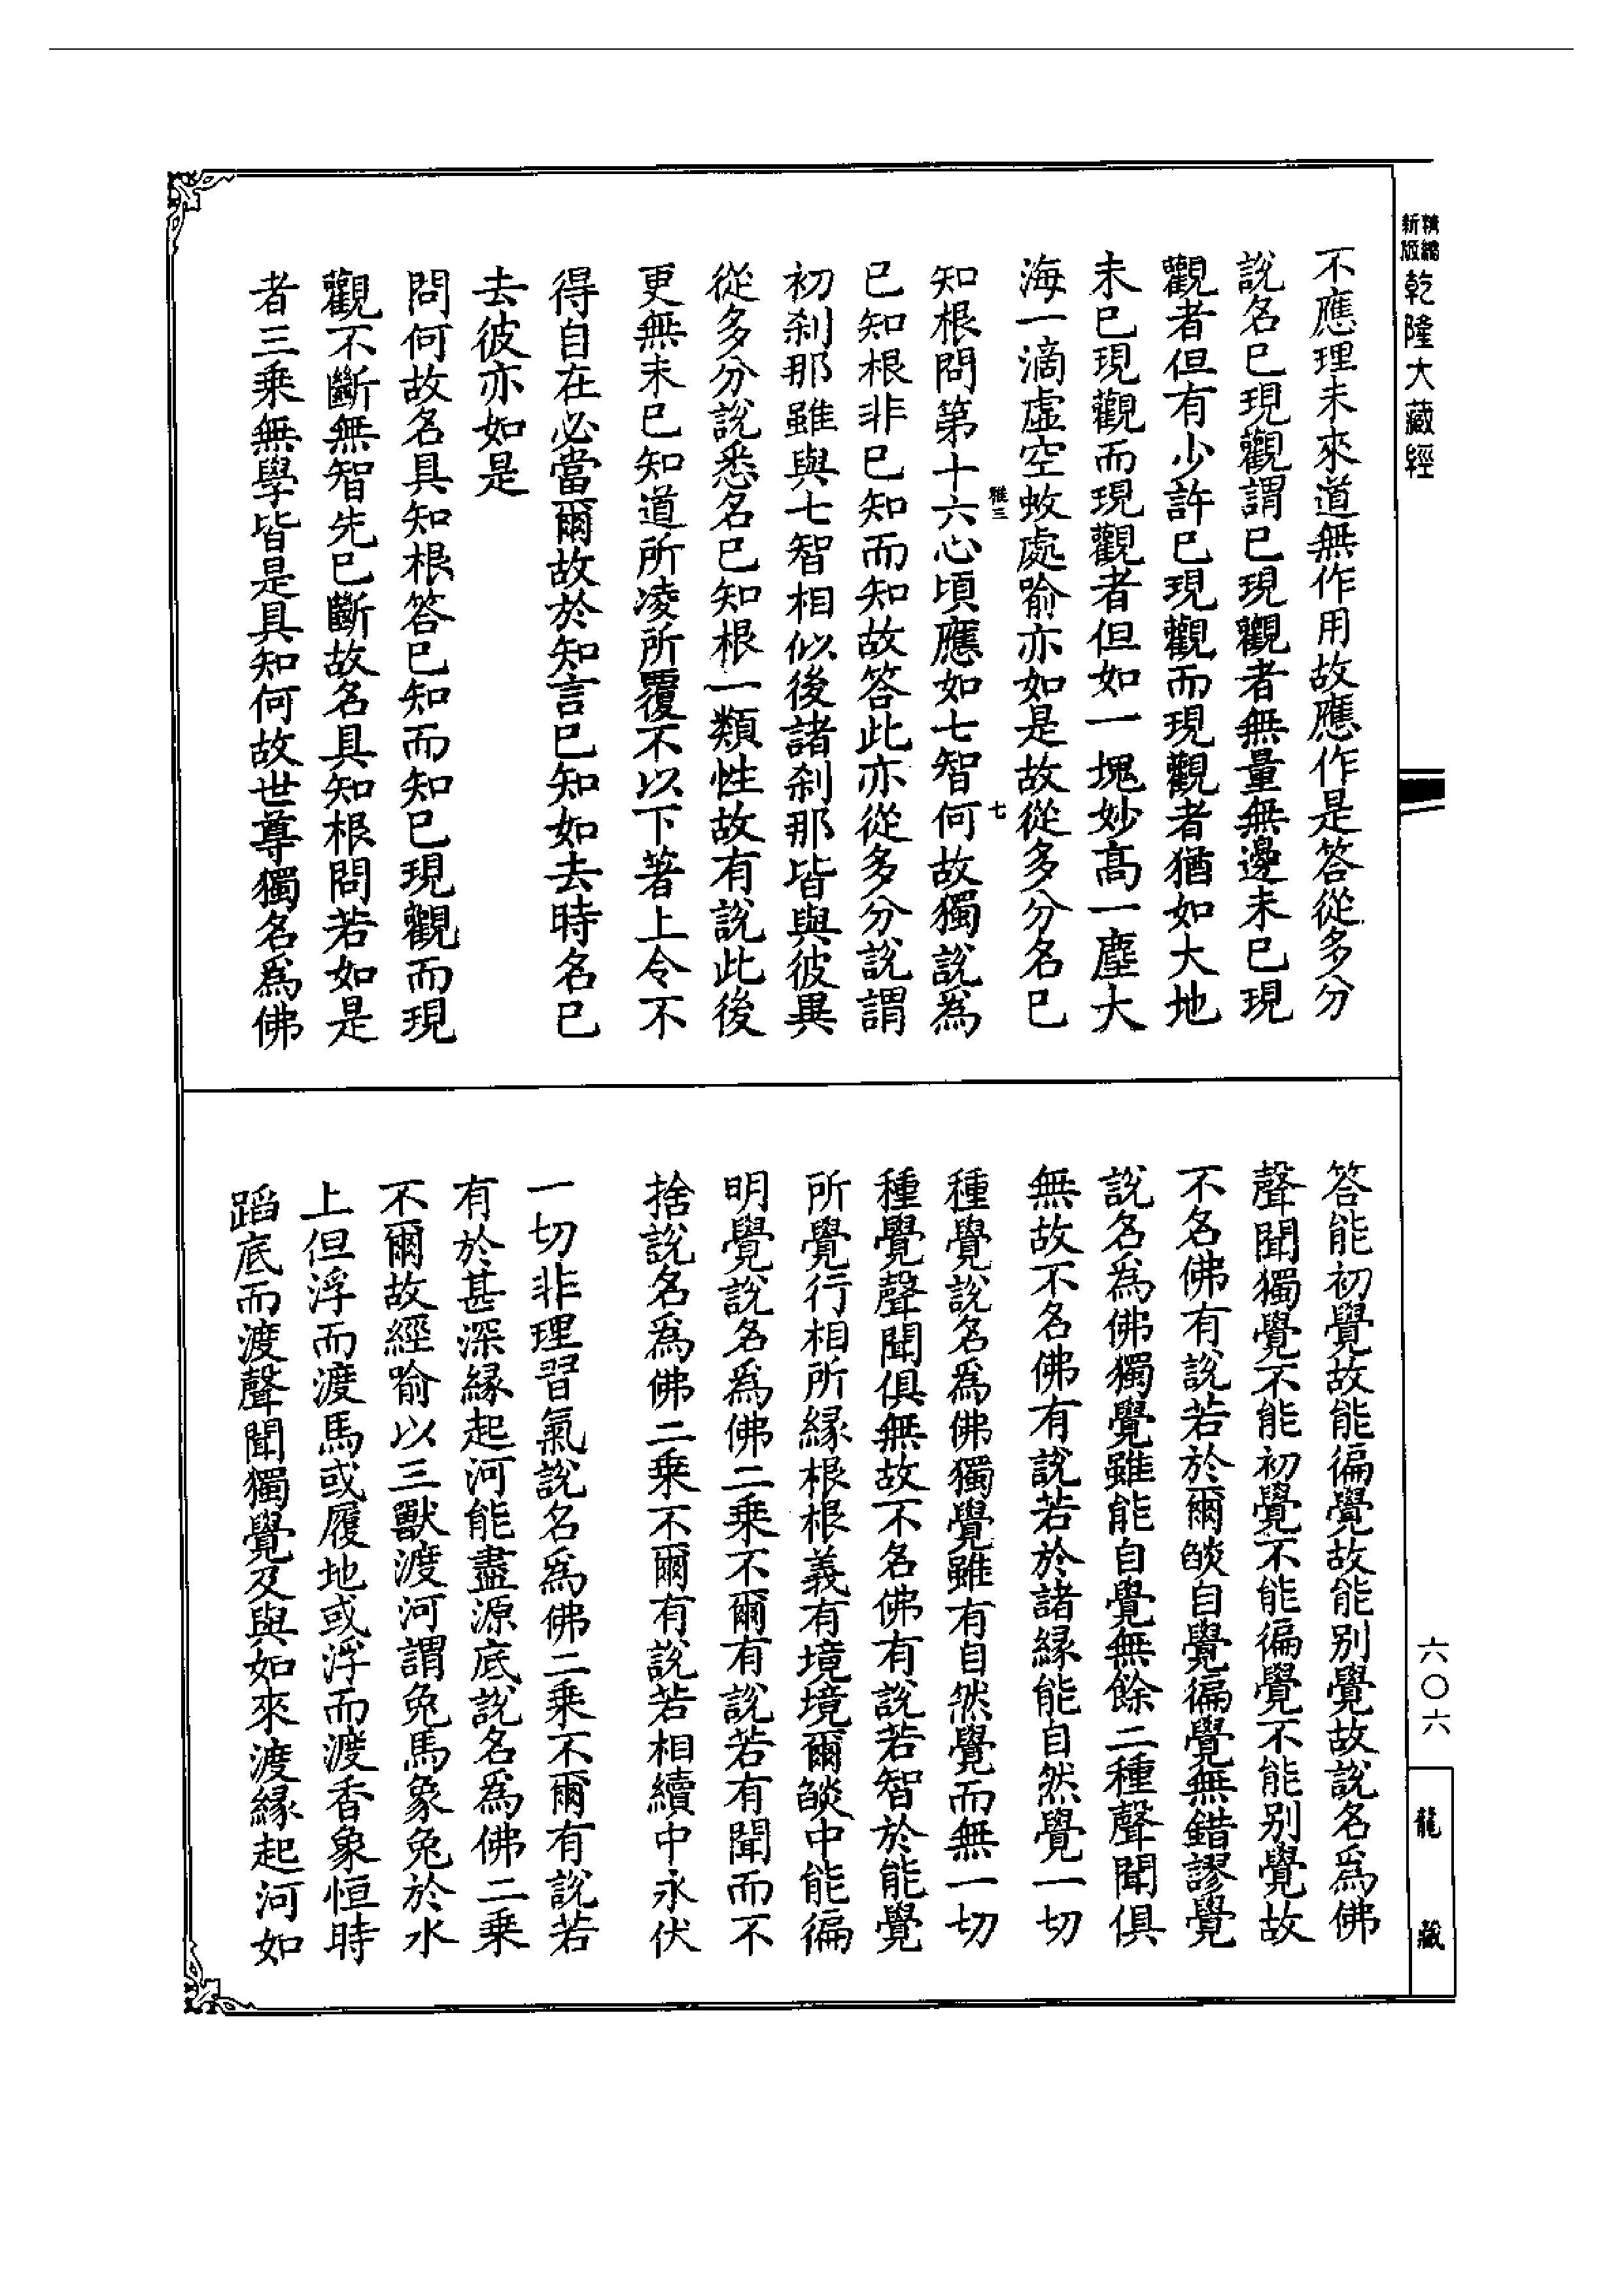 精縮新版
乾隆大藏經
不應理未來道無作用故應作是答從多分
說名已現觀謂已現觀者無量無邊未已現
觀者但有少許已現觀而現觀者猶如大地
未已現觀而現觀者但如一塊妙高一塵大
海一滴虛空蚊處喻亦如是故從多分名已
雅三
七
知根問第十六心頃應如七智何故獨說為
已知根非已知而知故答此亦從多分說謂
初剎那雖與七智相似後諸剎那皆與彼異
從多分說悉名已知根一類性故有說此後
更無未已知道所凌所覆不以下著上令不
得自在必當爾故於知言已知如去時名已
去彼亦如是
問何故名具知根答已知而知已現觀而現
觀不斷無智先已斷故名具知根問若如是
者三乘無學皆是具知何故世尊獨名為佛
答能初覺故能徧覺故能別覺故說名為佛
聲聞獨覺不能初覺不能徧覺不能別覺故
不名佛有說若於爾焰自覺徧覺無錯謬覺
說名為佛獨覺雖能自覺無餘二種聲聞俱
無故不名佛有說若於諸緣能自然覺一切
種覺說名為佛獨覺雖有自然覺而無一切
種覺聲聞俱無故不名佛有說若智於能覺
所覺行相所緣根根義有境境爾焰中能徧
明覺說名為佛二乘不爾有說若有聞而不
捨說名為佛二乘不爾有說若相續中永伏
一切非理習氣說名為佛二乘不爾有說若
有於甚深緣起河能盡源底說名為佛二乘
不爾故經喻以三獸渡河謂兔馬象兔於水
上但浮而渡馬或履地或浮而渡香象恒時
蹈底而渡聲聞獨覺及與如來渡緣起河如
六〇六
龍藏